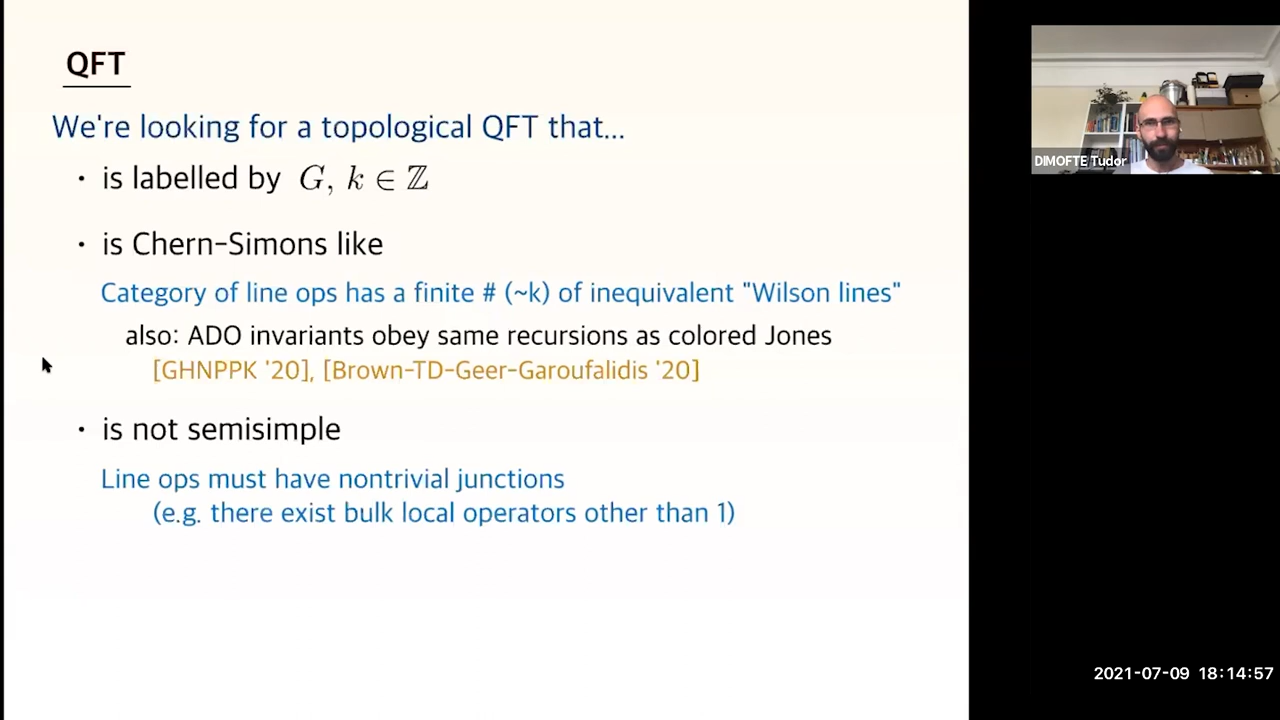 QFT
We're looking for a topological QFT that...
· is labelled by G, k ∈ ℤ
· is Chern-Simons like
Category of line ops has a finite # (~k) of inequivalent "Wilson lines"
also: ADO invariants obey same recursions as colored Jones
[GHNPPK '20], [Brown-TD-Geer-Garoufalidis '20]
· is not semisimple
Line ops must have nontrivial junctions
(e.g. there exist bulk local operators other than 1)
DIMOFTE Tudor
2021-07-09 18:14:57